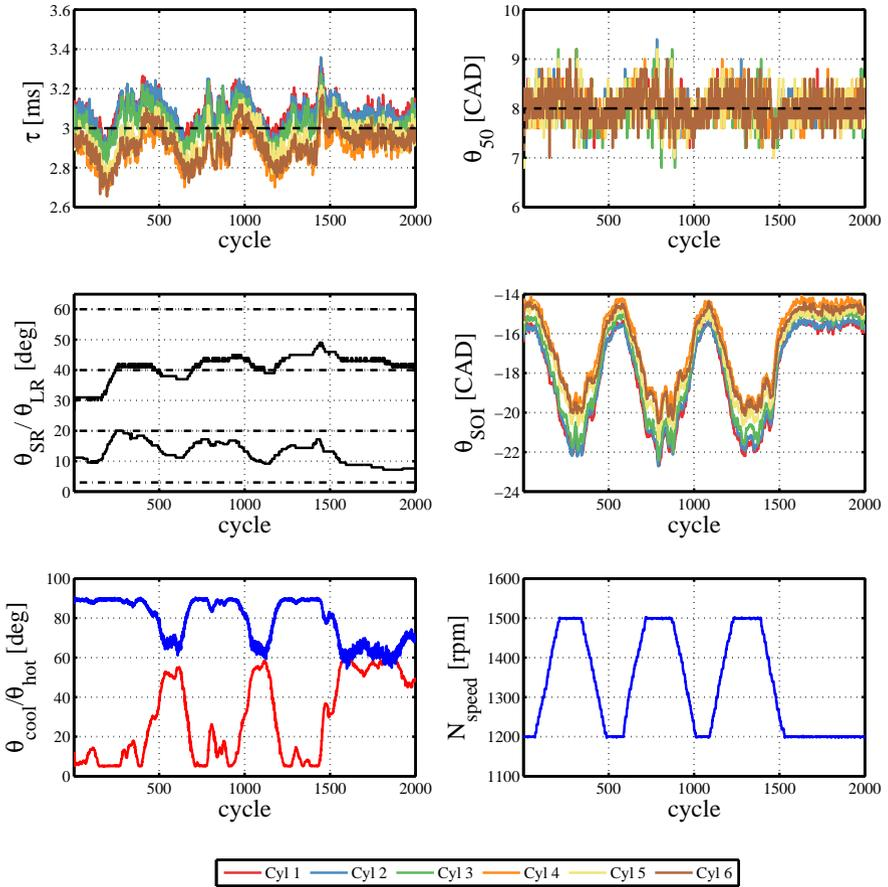 3.6
3.4
3.2
3
2.8
2.6
τ [ms]
500 1000 1500 2000
cycle
10
9
8
7
6
θ50 [CAD]
500 1000 1500 2000
cycle
60
50
40
30
20
10
0
θSR/ θLR [deg]
500 1000 1500 2000
cycle
−14
−16
−18
−20
−22
−24
θSOI [CAD]
500 1000 1500 2000
cycle
100
80
60
40
20
0
θcool/θhot [deg]
500 1000 1500 2000
cycle
1600
1500
1400
1300
1200
1100
Nspeed [rpm]
500 1000 1500 2000
cycle
Cyl 1 Cyl 2 Cyl 3 Cyl 4 Cyl 5 Cyl 6